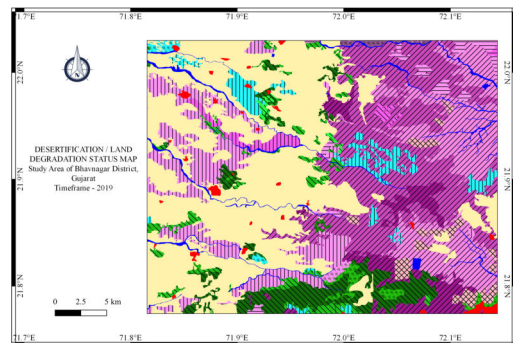 71.7°E 71.8°E 71.9°E 72.0°E 72.1°E
22.0°N
22.0°N
DESERTIFICATION / LAND
DEGRADATION STATUS MAP
Study Area of Bhavnagar District,
Gujarat
Timeframe - 2019
21.9°N
21.9°N
21.8°N
21.8°N
0 2.5 5 km
71.7°E 71.8°E 71.9°E 72.0°E 72.1°E